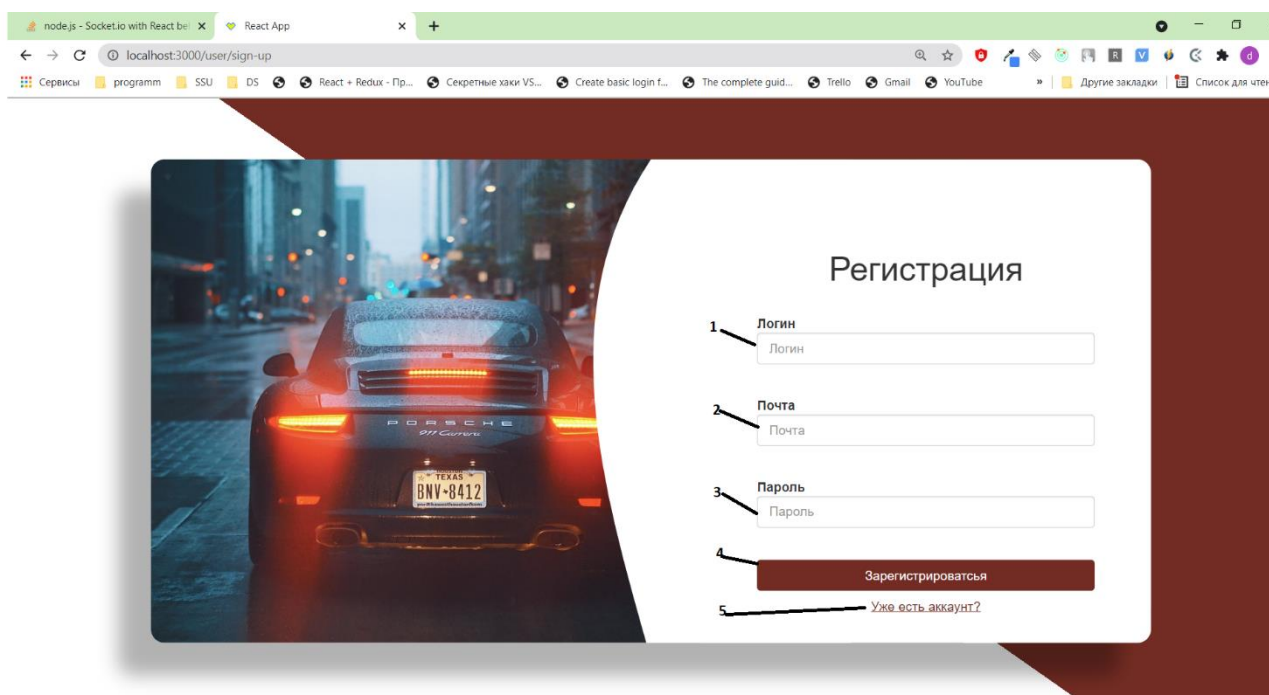 node.js - Socket.io with React be
React App
localhost:3000/user/sign-up
Сервисы programm SSU DS React + Redux - Пр... Секретные хаки VS... Create basic login f... The complete guid... Trello Gmail YouTube » Другие закладки Список для чтен
Регистрация
1 Логин
Логин
2 Почта
Почта
3 Пароль
Пароль
4 Зарегистрироватсья
5 Уже есть аккаунт?
PORSCHE
911 Carrera
TEXAS
BNV-8412